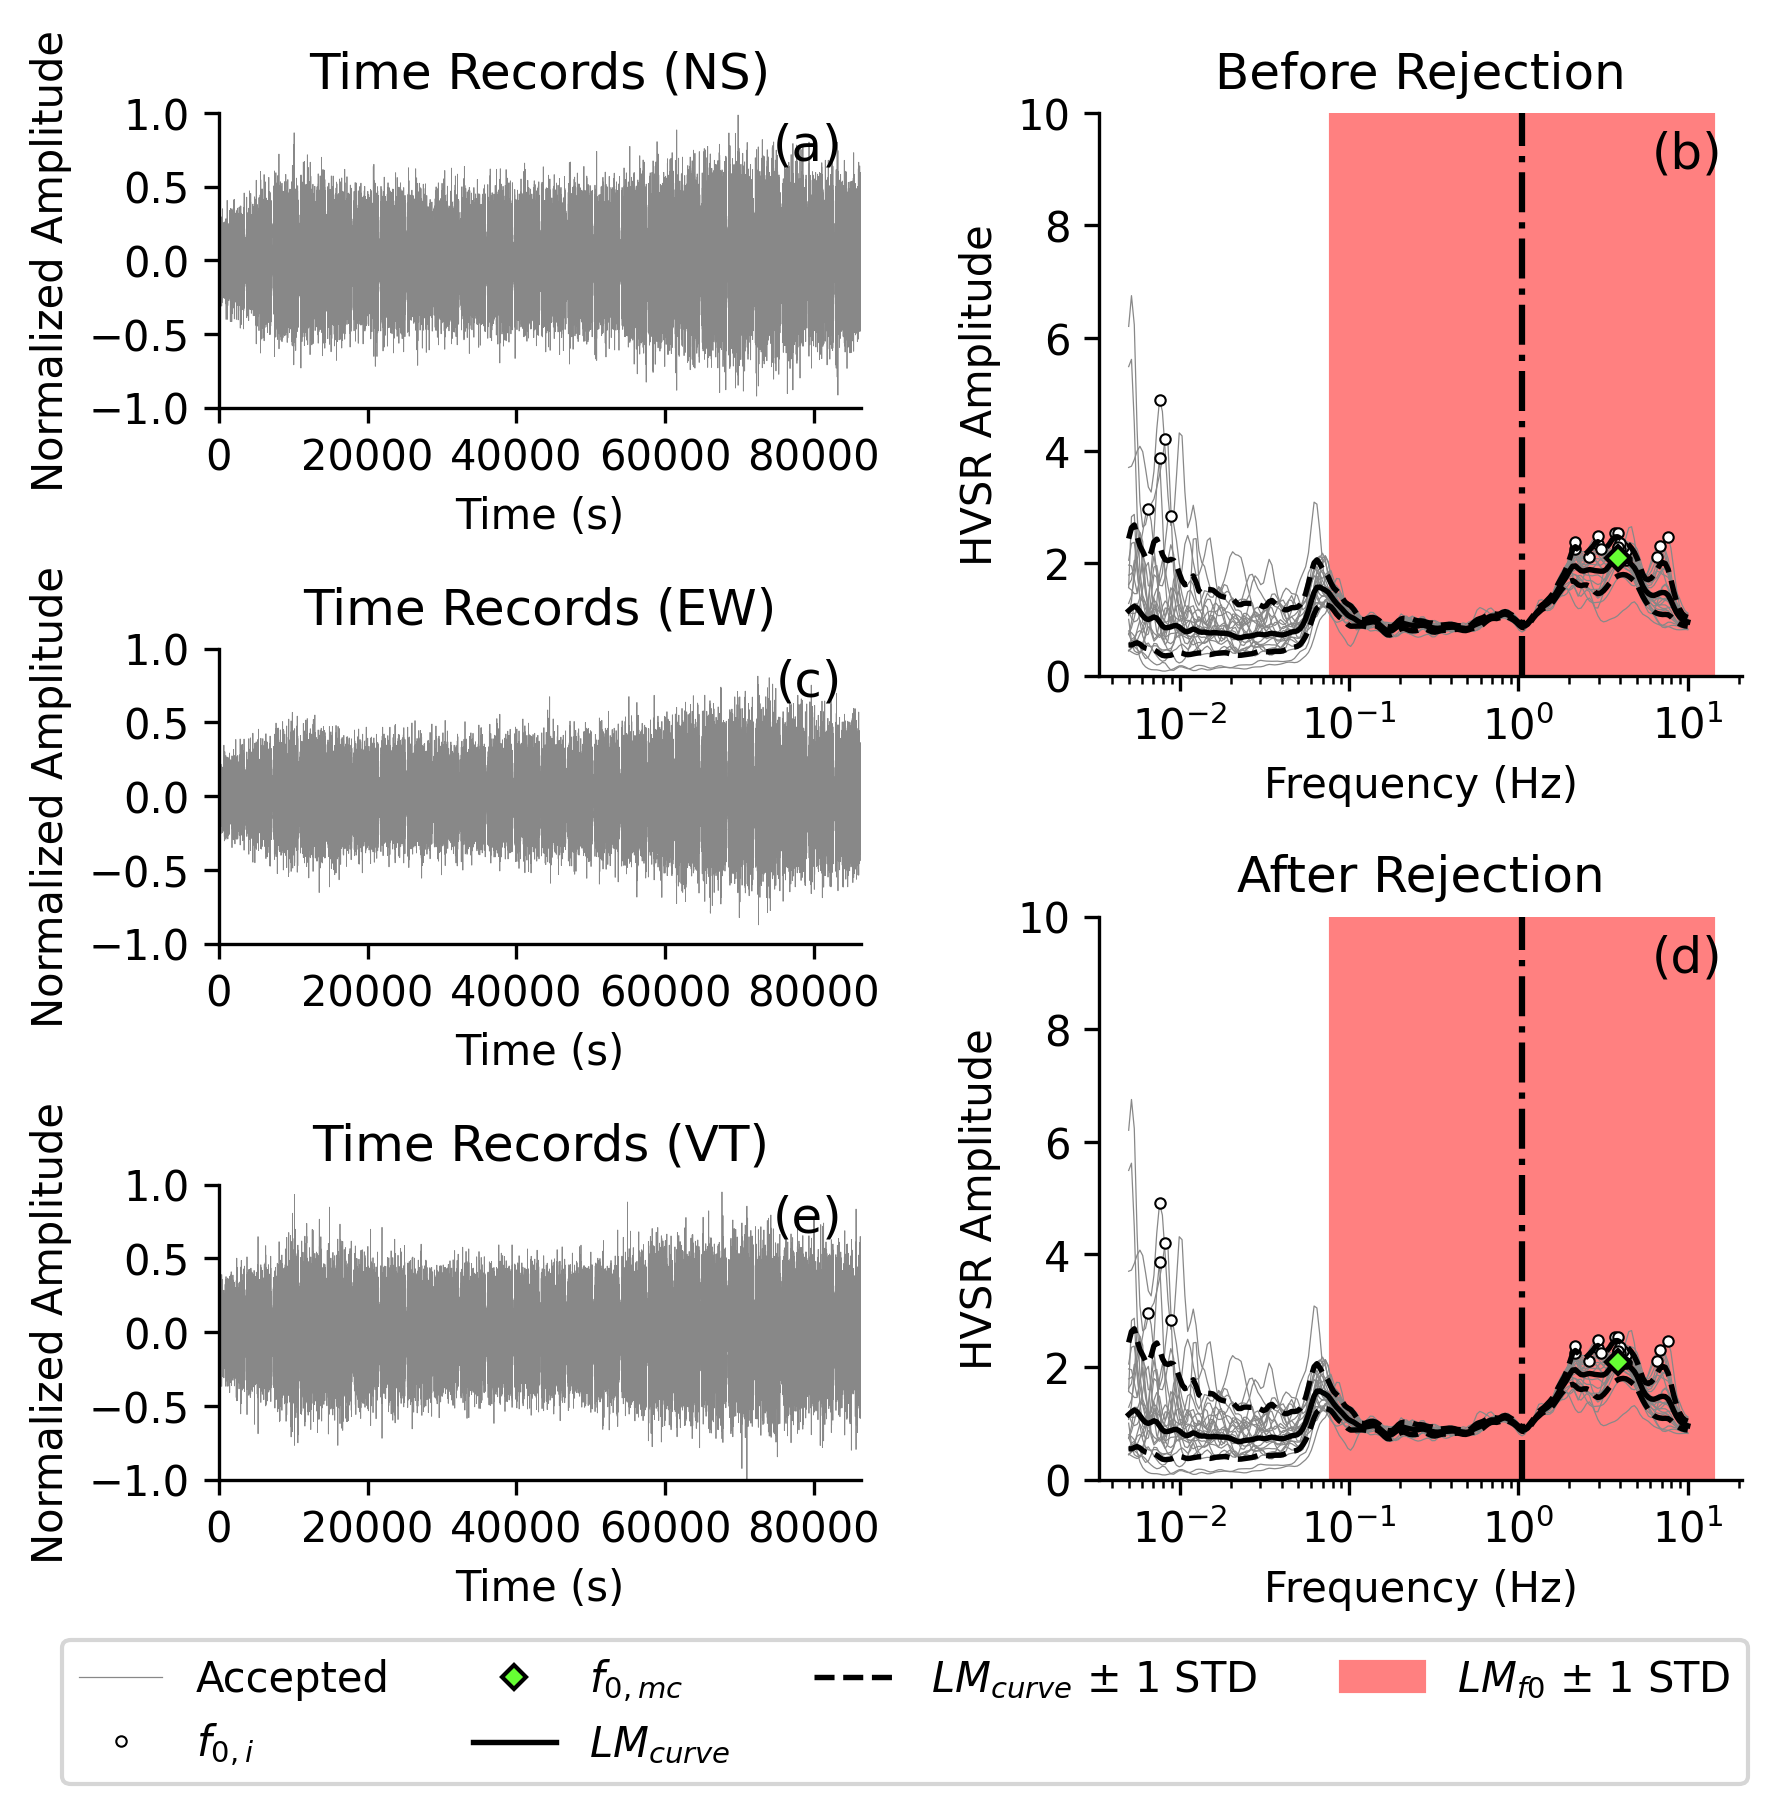 Time Records (NS)
Normalized Amplitude
1.0
0.5
0.0
−0.5
−1.0
(a)
0 20000 40000 60000 80000
Time (s)
Before Rejection
HVSR Amplitude
10
8
6
4
2
0
(b)
10⁻² 10⁻¹ 10⁰ 10¹
Frequency (Hz)
Time Records (EW)
Normalized Amplitude
1.0
0.5
0.0
−0.5
−1.0
(c)
0 20000 40000 60000 80000
Time (s)
After Rejection
HVSR Amplitude
10
8
6
4
2
0
(d)
10⁻² 10⁻¹ 10⁰ 10¹
Frequency (Hz)
Time Records (VT)
Normalized Amplitude
1.0
0.5
0.0
−0.5
−1.0
(e)
0 20000 40000 60000 80000
Time (s)
Accepted
f0,i
f0,mc
LMcurve
LMcurve ± 1 STD
LMf0 ± 1 STD